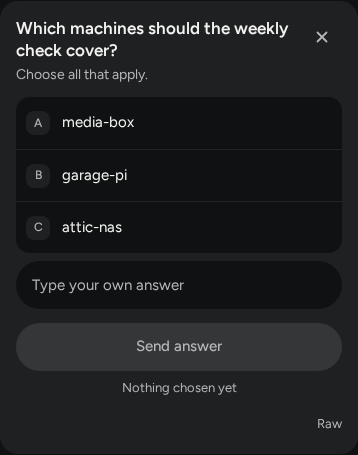 Which machines should the weekly
check cover?
Choose all that apply.
A media-box
B garage-pi
C attic-nas
Type your own answer
Send answer
Nothing chosen yet
Raw